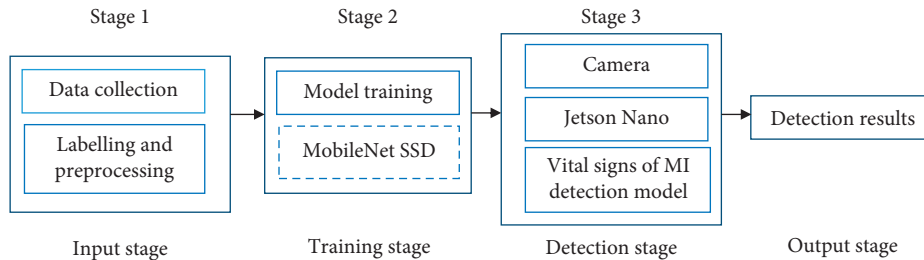 Stage 1
Stage 2
Stage 3
Data collection
Labelling and
preprocessing
Model training
MobileNet SSD
Camera
Jetson Nano
Vital signs of MI
detection model
Detection results
Input stage
Training stage
Detection stage
Output stage